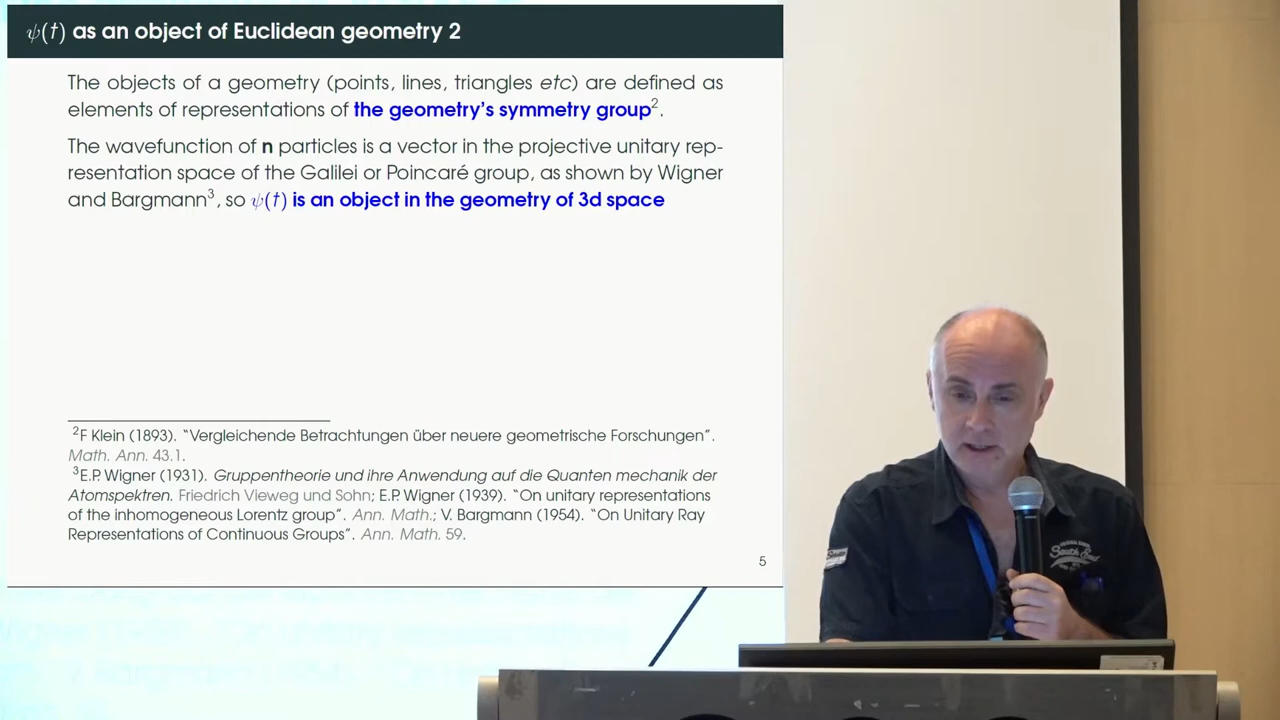 ψ(t) as an object of Euclidean geometry 2
The objects of a geometry (points, lines, triangles etc) are defined as
elements of representations of the geometry's symmetry group2.
The wavefunction of n particles is a vector in the projective unitary rep-
resentation space of the Galilei or Poincaré group, as shown by Wigner
and Bargmann3, so ψ(t) is an object in the geometry of 3d space
2F Klein (1893). "Vergleichende Betrachtungen über neuere geometrische Forschungen".
Math. Ann. 43.1.
3E.P. Wigner (1931). Gruppentheorie und ihre Anwendung auf die Quanten mechanik der
Atomspektren. Friedrich Vieweg und Sohn; E.P. Wigner (1939). "On unitary representations
of the inhomogeneous Lorentz group". Ann. Math.; V. Bargmann (1954). "On Unitary Ray
Representations of Continuous Groups". Ann. Math. 59.
5
South End